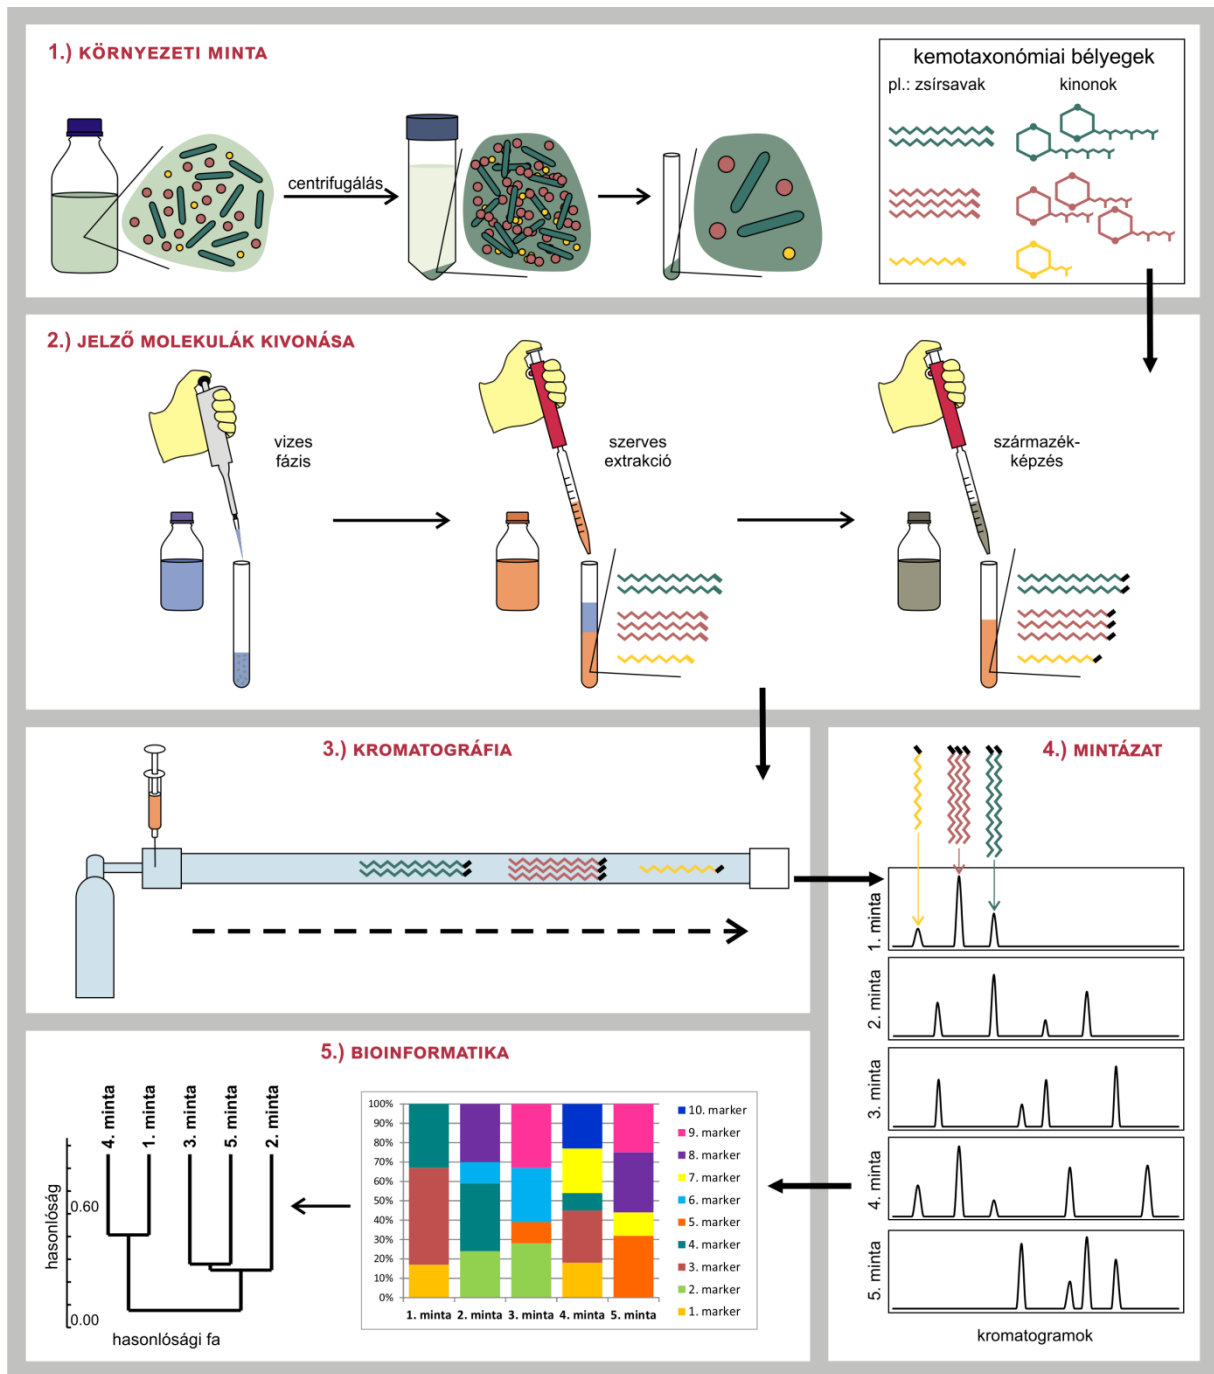 1.) KÖRNYEZETI MINTA
kemotaxonómiai bélyegek
pl.: zsírsavak
kinonok
centrifugálás
2.) JELZŐ MOLEKULÁK KIVONÁSA
vizes
fázis
szerves
extrakció
származék-
képzés
3.) KROMATOGRÁFIA
4.) MINTÁZAT
1. minta
2. minta
3. minta
4. minta
5. minta
kromatogramok
5.) BIOINFORMATIKA
4. minta
1. minta
3. minta
5. minta
2. minta
hasonlóság
0.60
0.00
hasonlósági fa
100%
90%
80%
70%
60%
50%
40%
30%
20%
10%
0%
1. minta 2. minta 3. minta 4. minta 5. minta
10. marker
9. marker
8. marker
7. marker
6. marker
5. marker
4. marker
3. marker
2. marker
1. marker